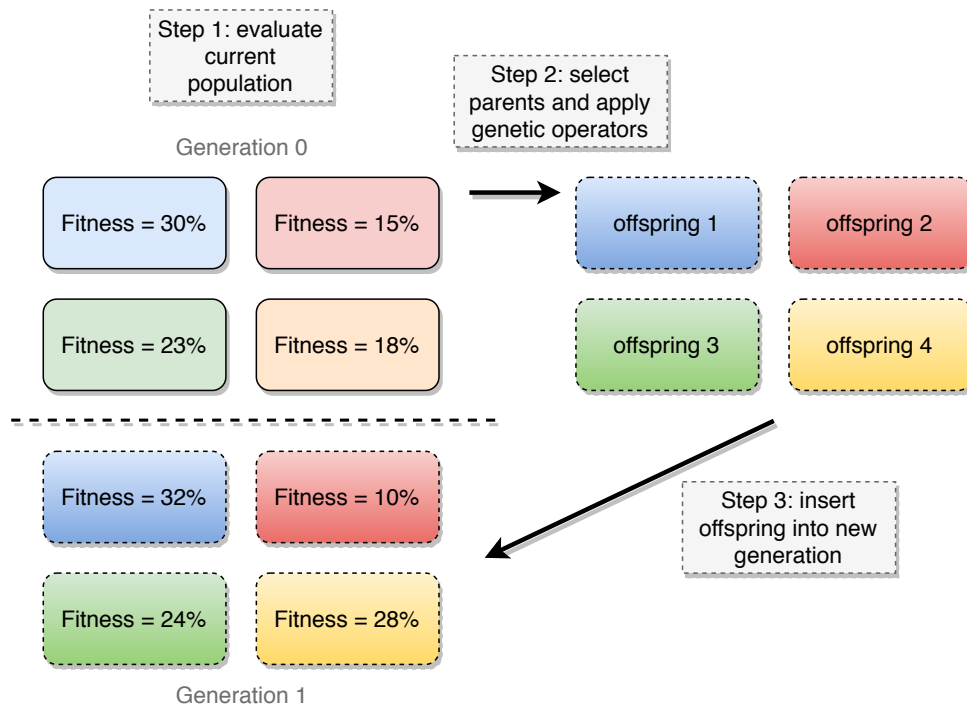 Step 1: evaluate
current
population
Step 2: select
parents and apply
genetic operators
Generation 0
Fitness = 30%
Fitness = 15%
offspring 1
offspring 2
Fitness = 23%
Fitness = 18%
offspring 3
offspring 4
Fitness = 32%
Fitness = 10%
Step 3: insert
offspring into new
generation
Fitness = 24%
Fitness = 28%
Generation 1